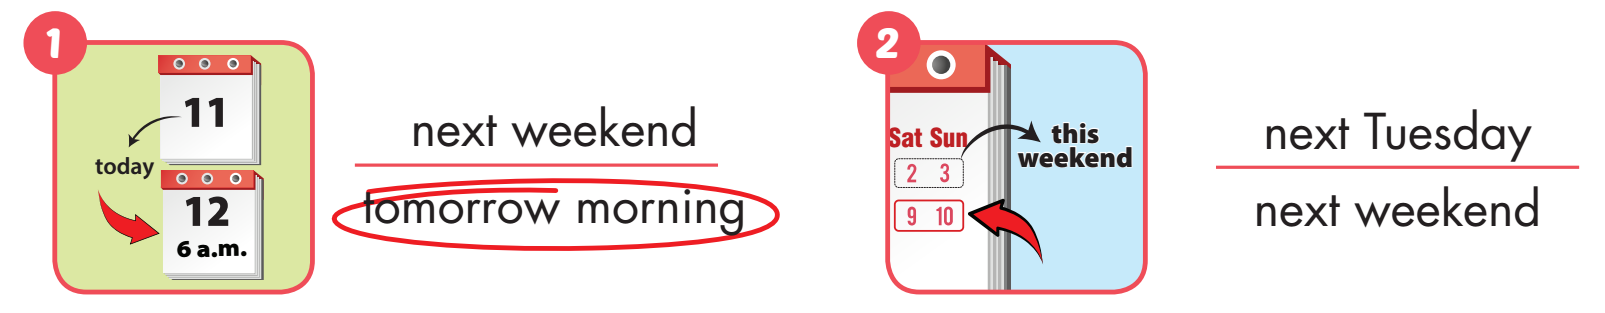 1
11
today
12
6 a.m.
next weekend
tomorrow morning
2
Sat Sun
2 3
9 10
this
weekend
next Tuesday
next weekend